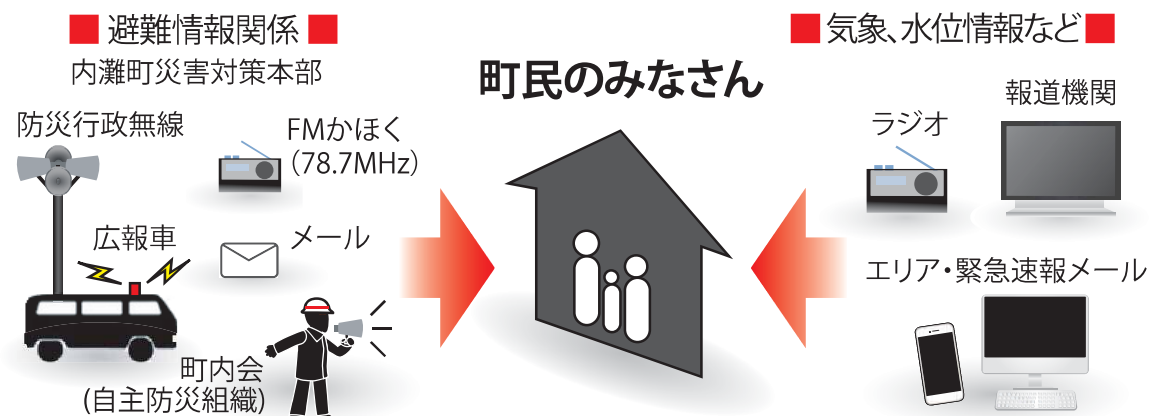 ■ 避難情報関係 ■
内灘町災害対策本部
防災行政無線
FMかほく
(78.7MHz)
広報車
メール
町内会
(自主防災組織)
町民のみなさん
■ 気象、水位情報など ■
ラジオ
報道機関
エリア・緊急速報メール